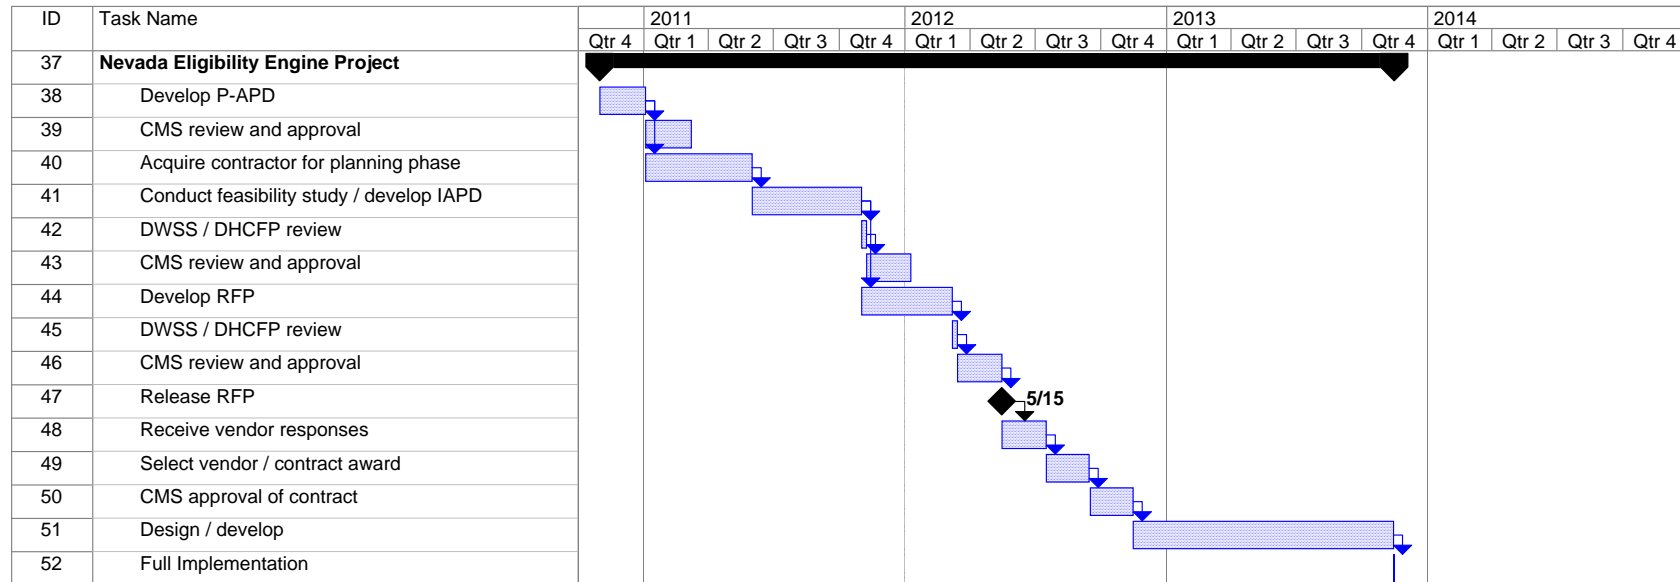 ID Task Name 2011 2012 2013 2014
Qtr 4 Qtr 1 Qtr 2 Qtr 3 Qtr 4 Qtr 1 Qtr 2 Qtr 3 Qtr 4 Qtr 1 Qtr 2 Qtr 3 Qtr 4 Qtr 1 Qtr 2 Qtr 3 Qtr 4
37 Nevada Eligibility Engine Project
38 Develop P-APD
39 CMS review and approval
40 Acquire contractor for planning phase
41 Conduct feasibility study / develop IAPD
42 DWSS / DHCFP review
43 CMS review and approval
44 Develop RFP
45 DWSS / DHCFP review
46 CMS review and approval
47 Release RFP 5/15
48 Receive vendor responses
49 Select vendor / contract award
50 CMS approval of contract
51 Design / develop
52 Full Implementation